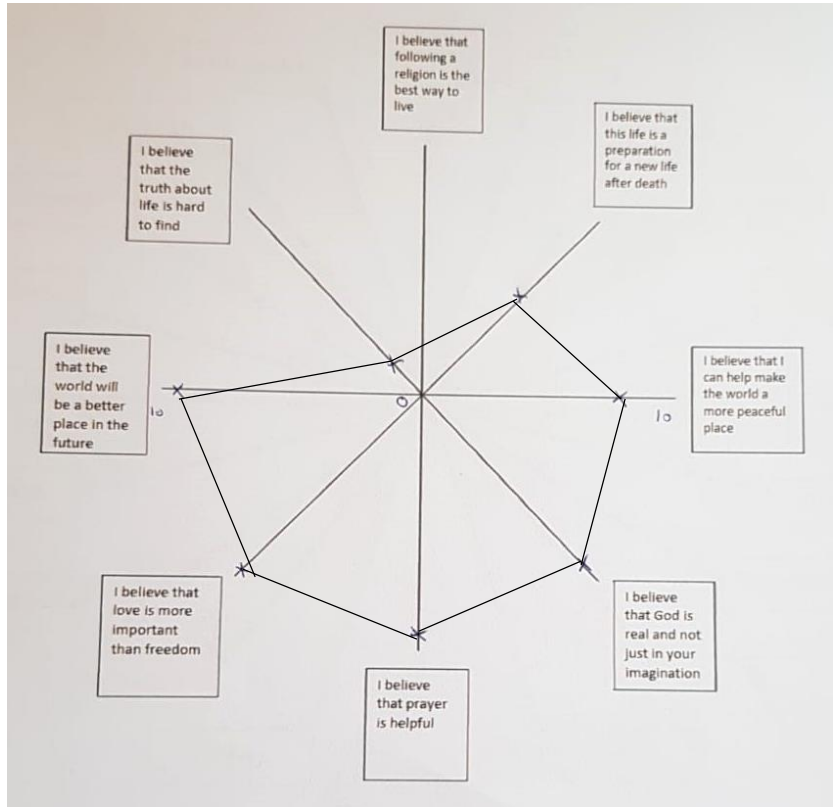 I believe that
following a
religion is the
best way to
live
I believe that
this life is a
preparation
for a new life
after death
I believe
that the
truth about
life is hard
to find
I believe
that the
world will
be a better
place in the
future
10
0
10
I believe that I
can help make
the world a
more peaceful
place
I believe that
love is more
important
than freedom
I believe
that God is
real and not
just in your
imagination
I believe
that prayer
is helpful